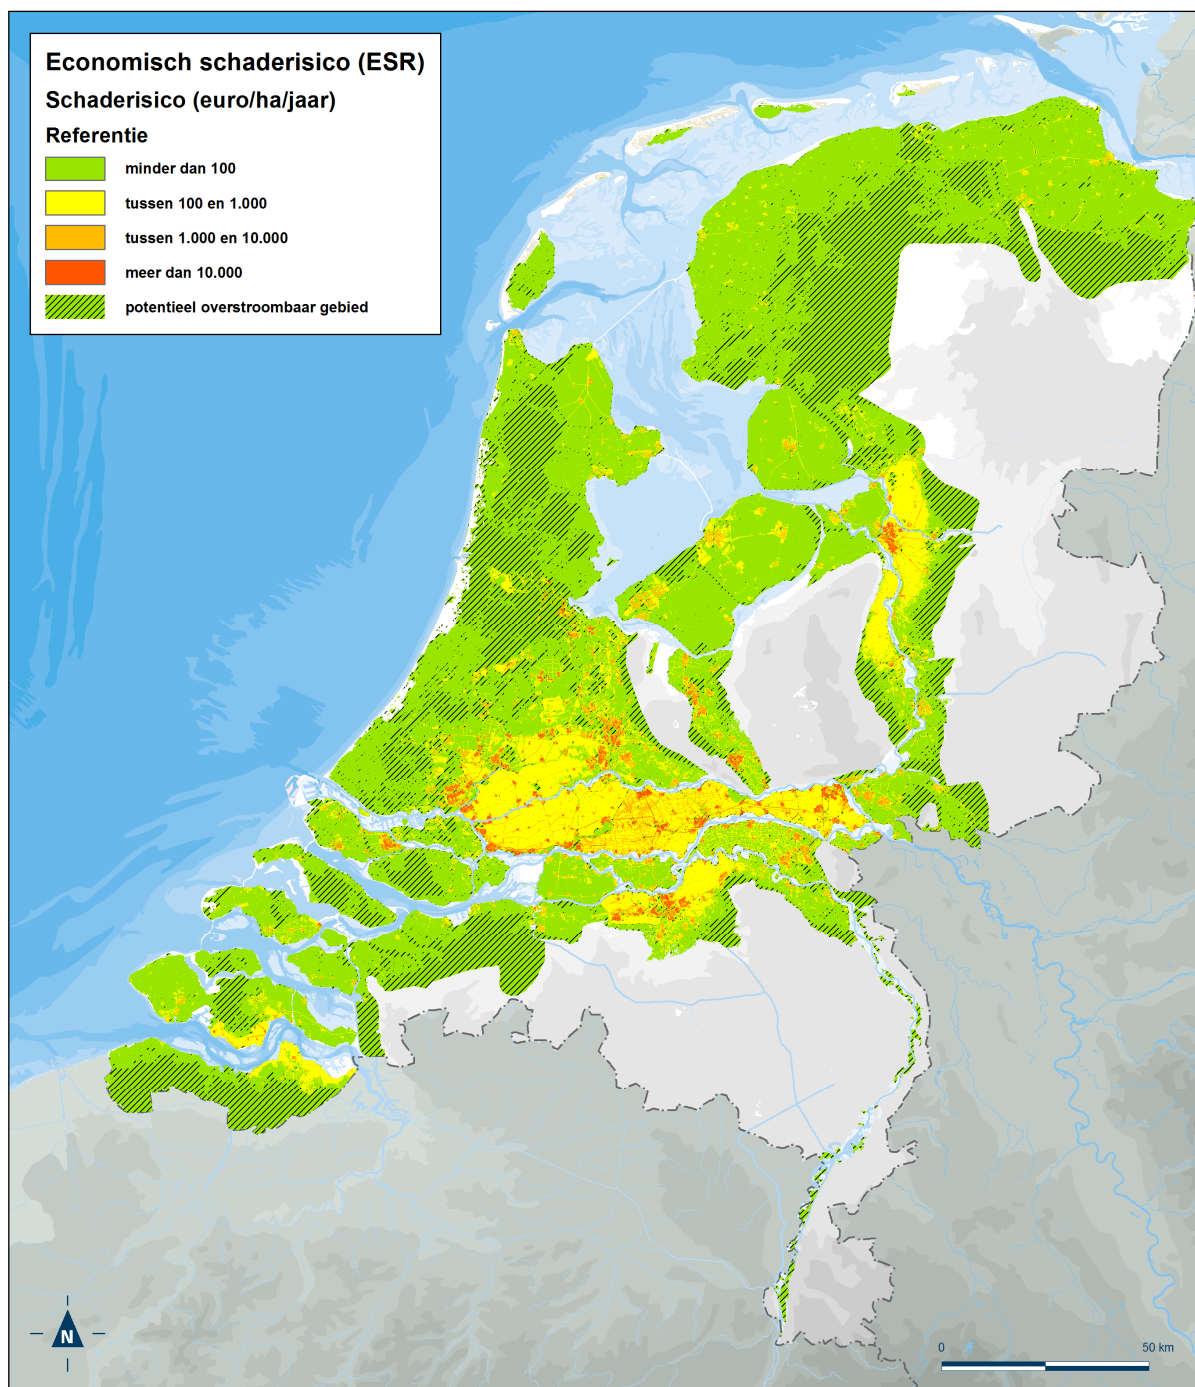 Economisch schaderisico (ESR)
Schaderisico (euro/ha/jaar)
Referentie
minder dan 100
tussen 100 en 1.000
tussen 1.000 en 10.000
meer dan 10.000
potentieel overstroombaar gebied
N
0 50 km